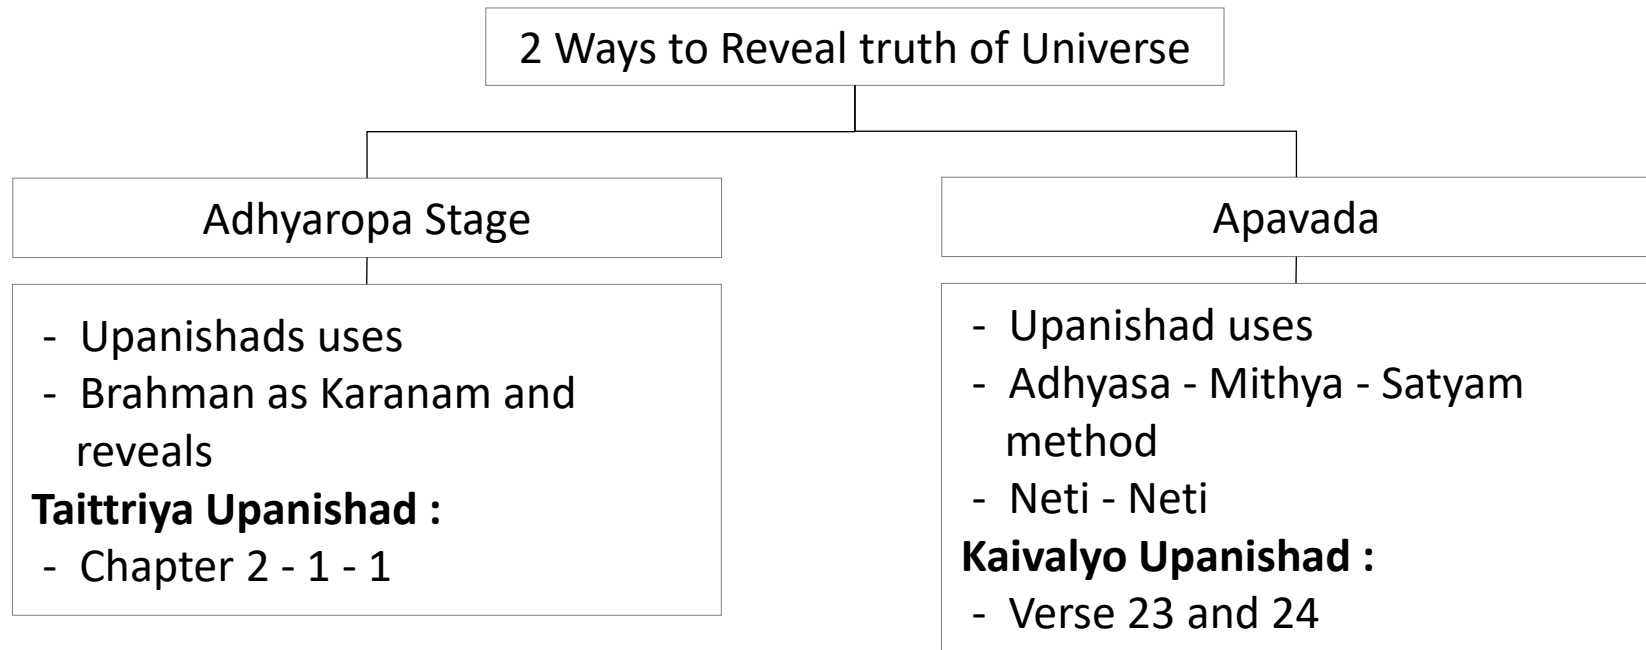 2 Ways to Reveal truth of Universe
Adhyaropa Stage
- Upanishads uses
- Brahman as Karanam and
reveals
Taittriya Upanishad :
- Chapter 2 - 1 - 1
Apavada
- Upanishad uses
- Adhyasa - Mithya - Satyam
method
- Neti - Neti
Kaivalyo Upanishad :
- Verse 23 and 24